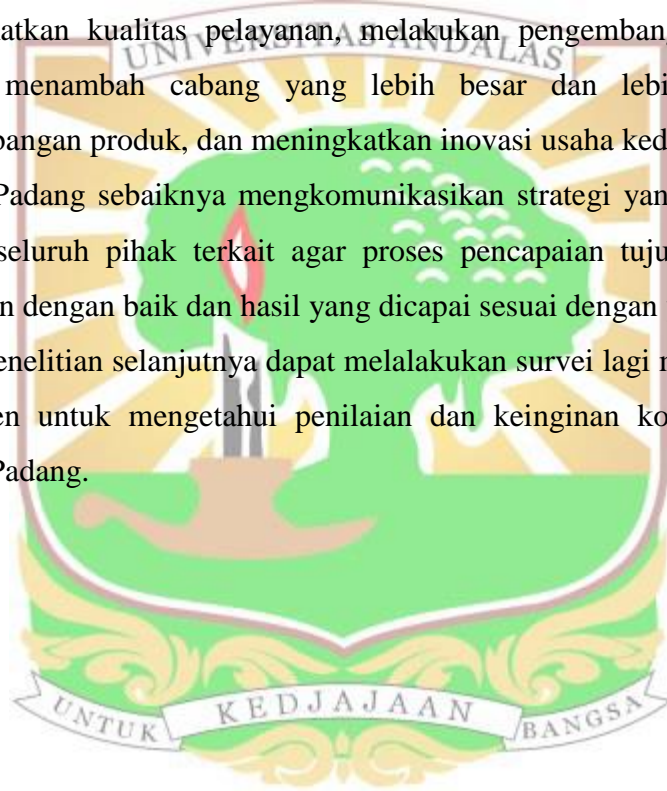 atkan kualitas pelayanan, melakukan pengemban
UNIVERSITAS ANDALAS
menambah cabang yang lebih besar dan lebi
bangan produk, dan meningkatkan inovasi usaha ked
Padang sebaiknya mengkomunikasikan strategi yan
seluruh pihak terkait agar proses pencapaian tuju
n dengan baik dan hasil yang dicapai sesuai dengan
enelitian selanjutnya dapat melalakukan survei lagi
en untuk mengetahui penilaian dan keinginan ko
Padang.
UNTUK KEDJAJAAN BANGSA